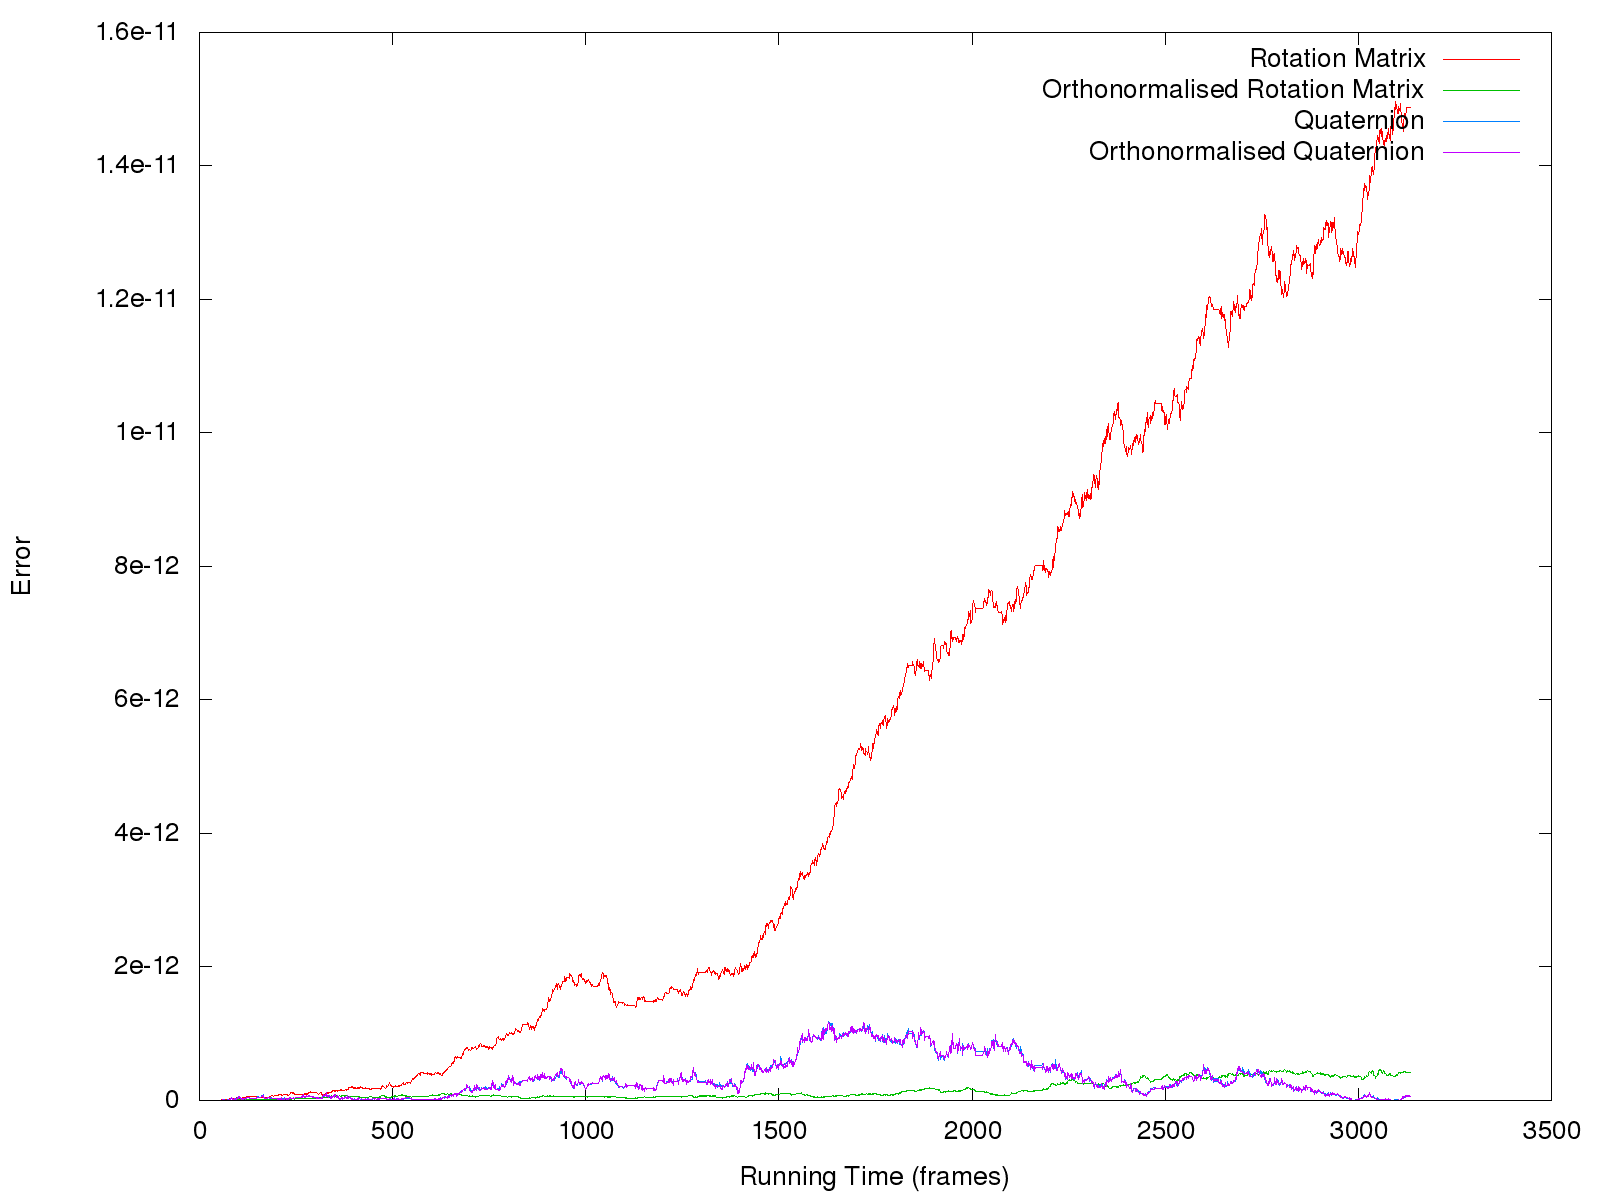 1.6e-11
1.4e-11
1.2e-11
1e-11
8e-12
6e-12
4e-12
2e-12
0
Error
Rotation Matrix
Orthonormalised Rotation Matrix
Quaternion
Orthonormalised Quaternion
0 500 1000 1500 2000 2500 3000 3500
Running Time (frames)